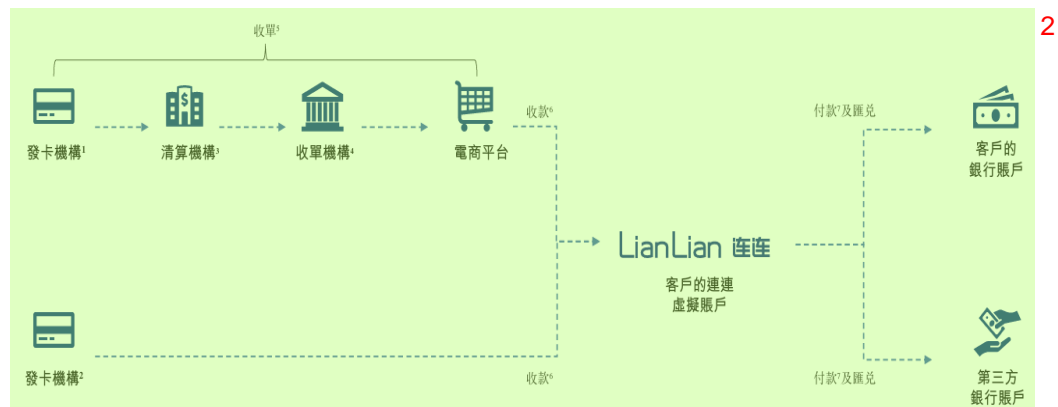 2
收單⁵
發卡機構¹
清算機構³
收單機構⁴
電商平台
收款⁶
付款⁷及匯兑
客戶的
銀行賬戶
LianLian 连连
客戶的連連
虛擬賬戶
發卡機構²
收款⁶
付款⁷及匯兑
第三方
銀行賬戶